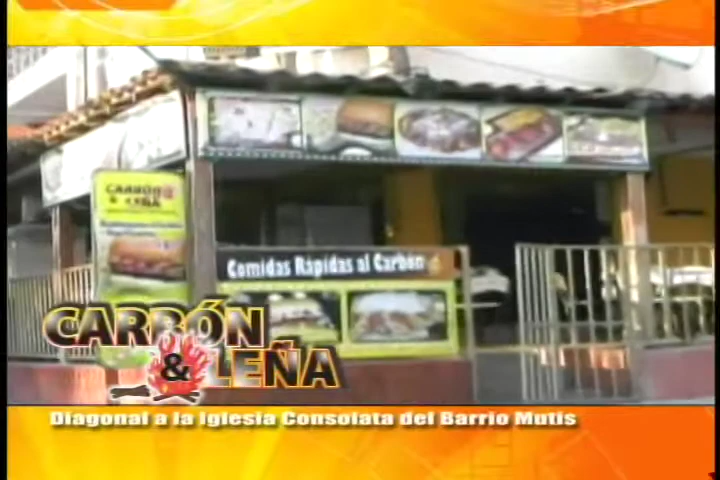 CARBÓN
& LEÑA
Comidas Rápidas al Carbón
CARBÓN
& LEÑA
Diagonal a la Iglesia Consolata del Barrio Mutis